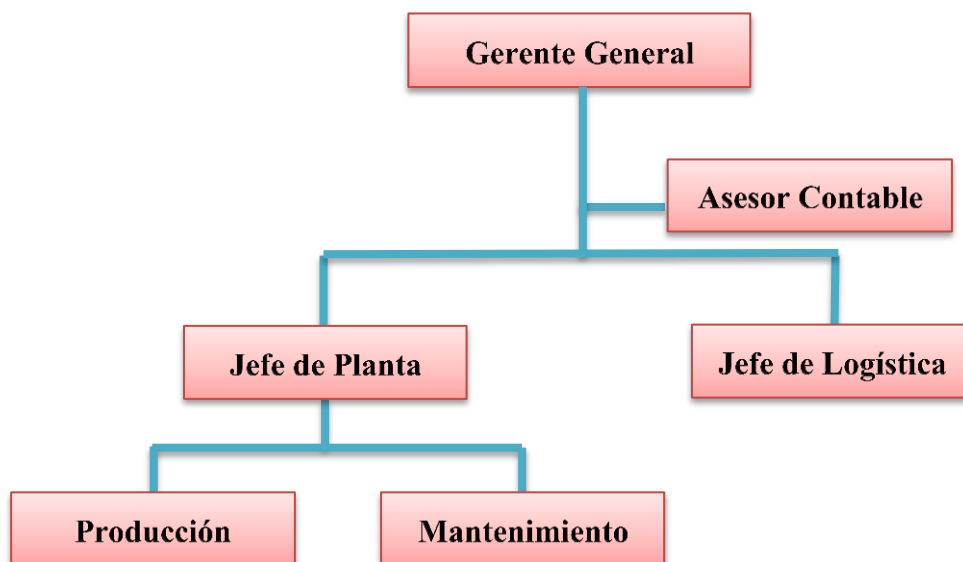 Gerente General
Asesor Contable
Jefe de Planta
Jefe de Logística
Producción
Mantenimiento